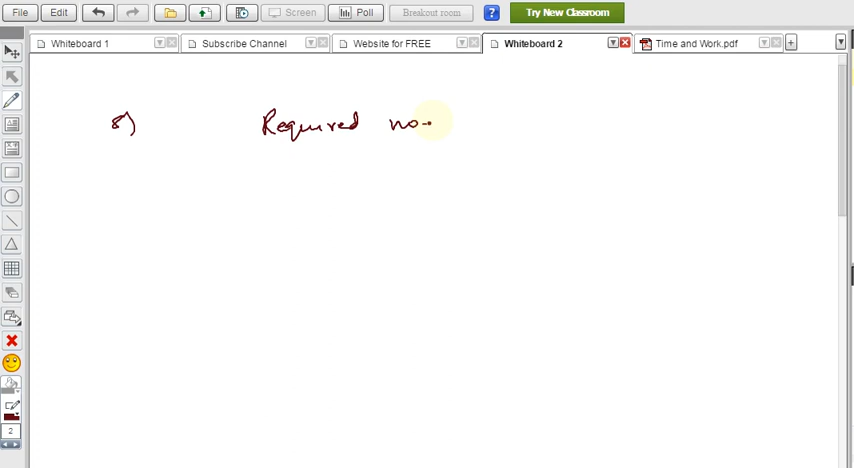 File Edit Screen Poll Breakout room ? Try New Classroom
Whiteboard 1 Subscribe Channel Website for FREE Whiteboard 2 Time and Work.pdf +
8) Required no.
2